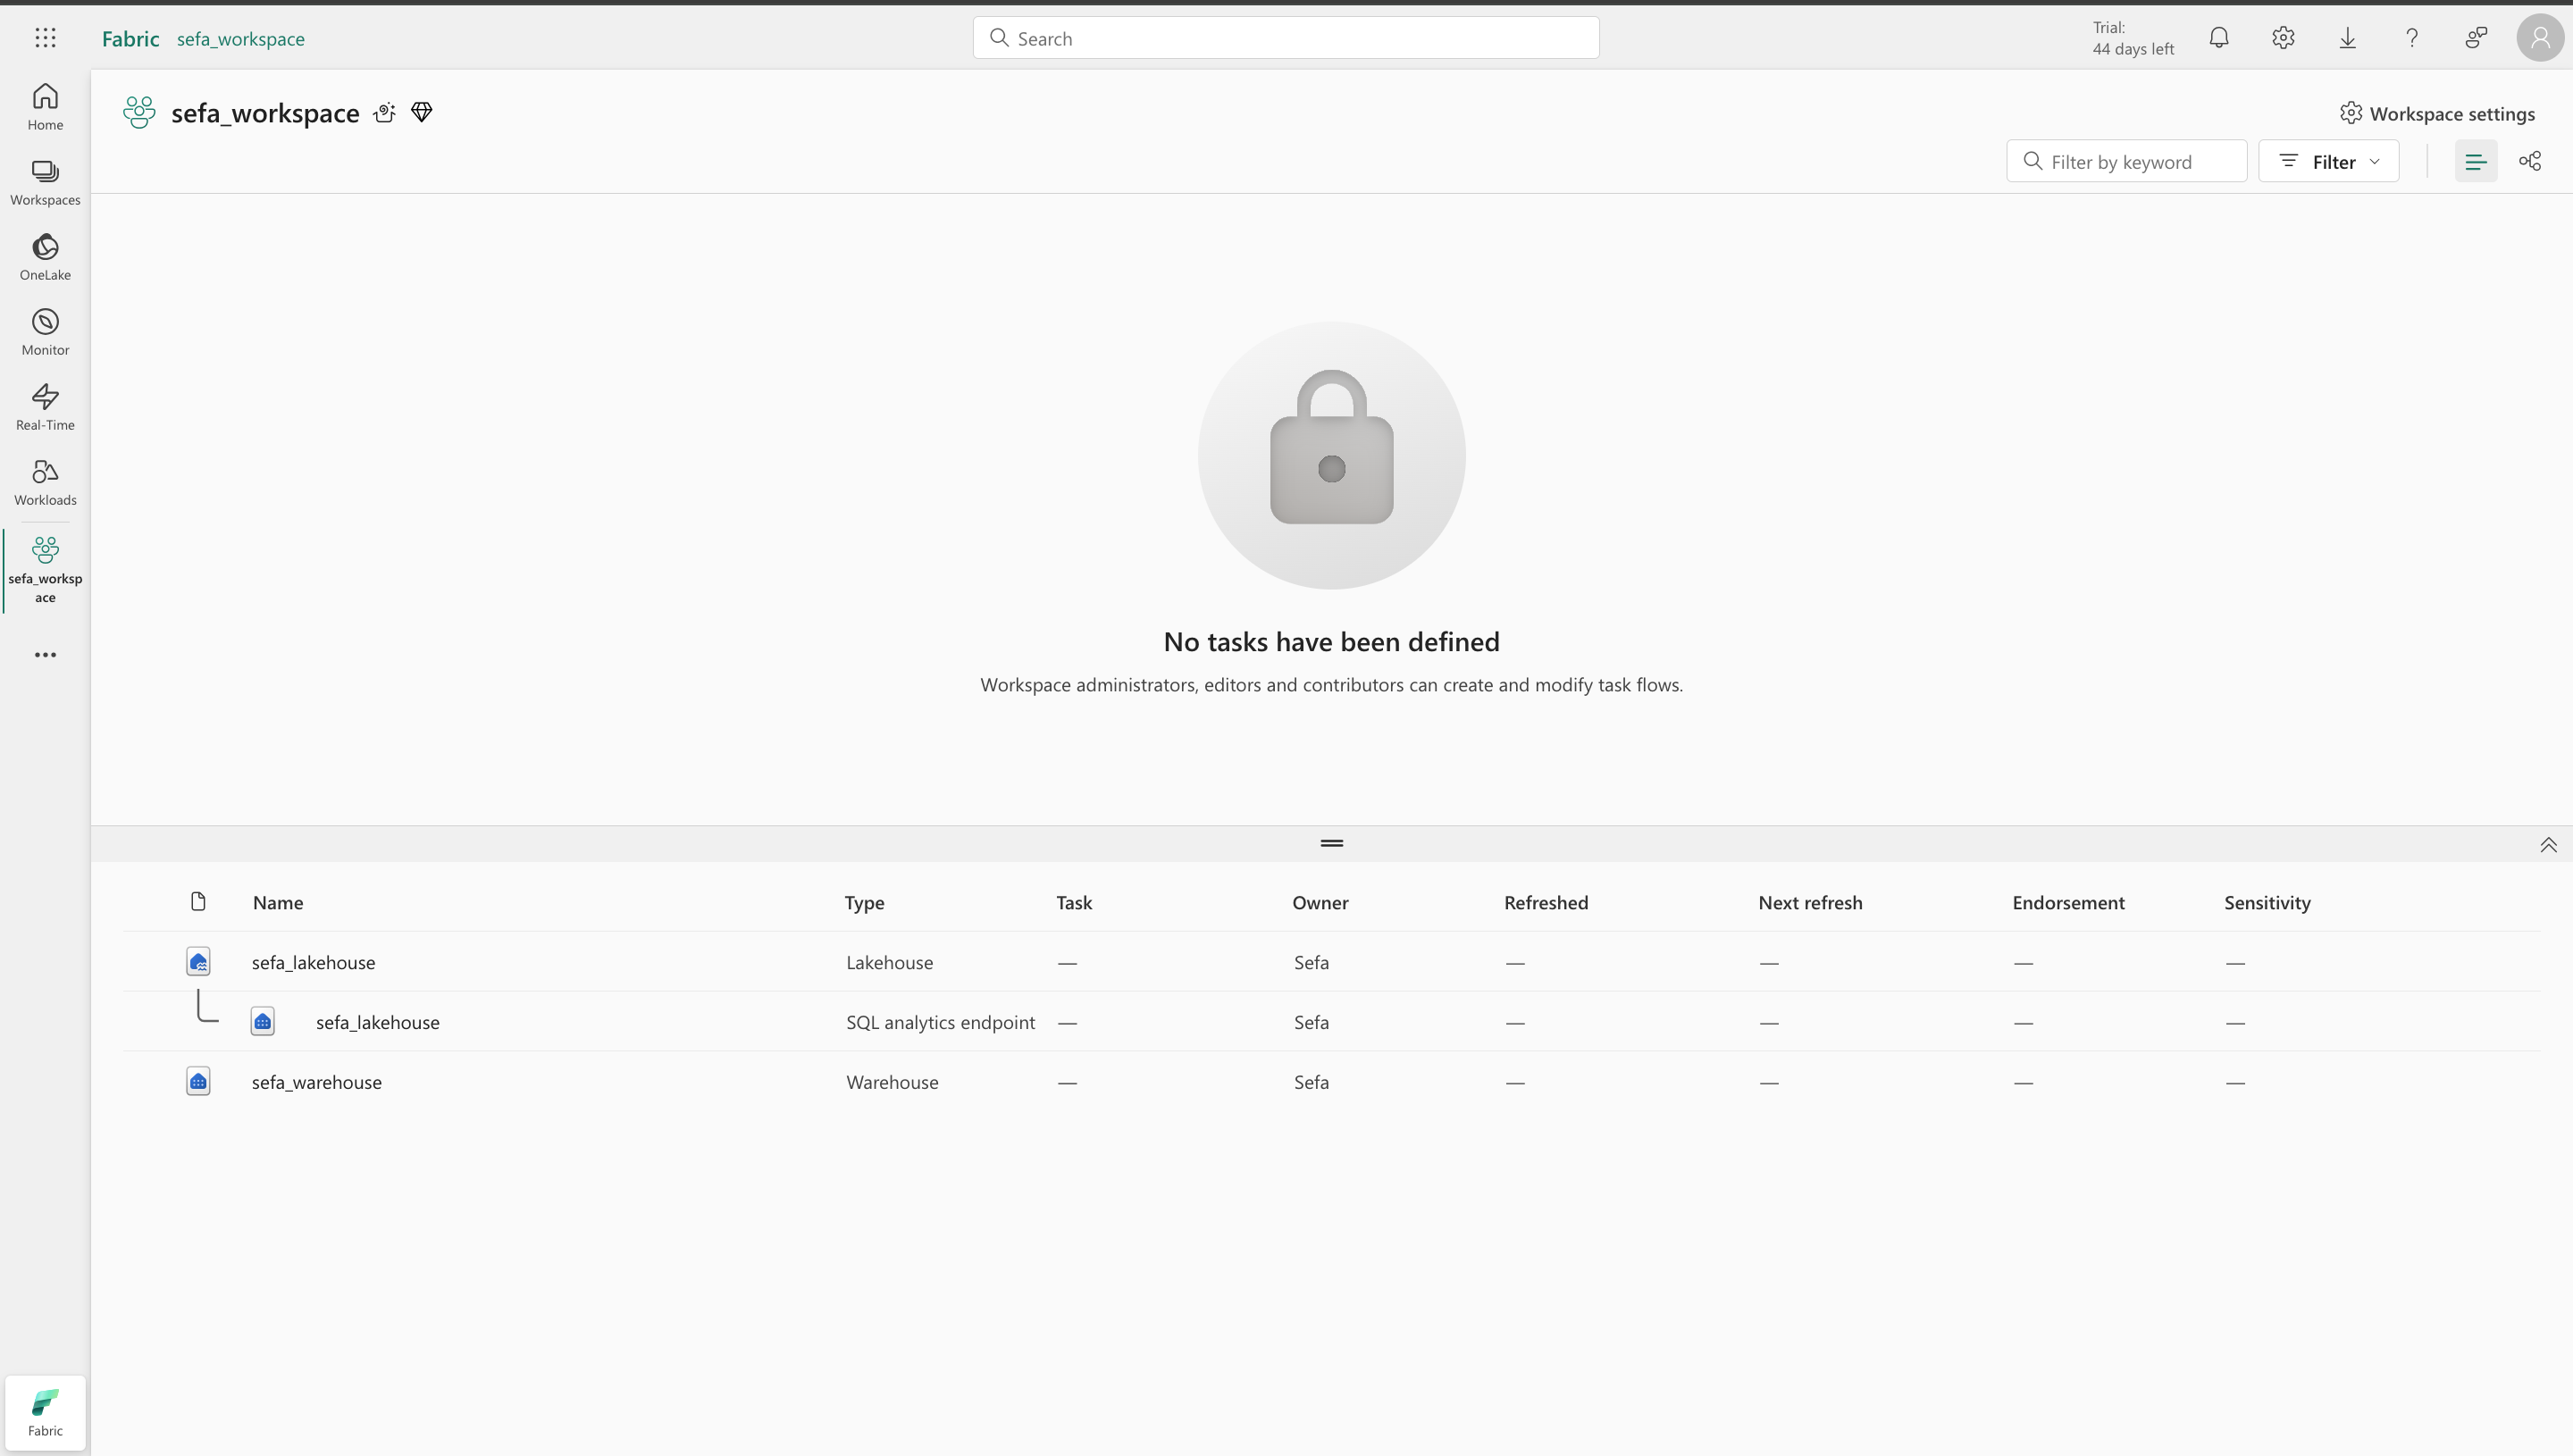 Fabric sefa_workspace
Search
Trial:
44 days left
Home
Workspaces
OneLake
Monitor
Real-Time
Workloads
sefa_worksp
ace
sefa_workspace
Workspace settings
Filter by keyword
Filter
No tasks have been defined
Workspace administrators, editors and contributors can create and modify task flows.
Name Type Task Owner Refreshed Next refresh Endorsement Sensitivity
sefa_lakehouse Lakehouse — Sefa — — — —
sefa_lakehouse SQL analytics endpoint — Sefa — — — —
sefa_warehouse Warehouse — Sefa — — — —
Fabric